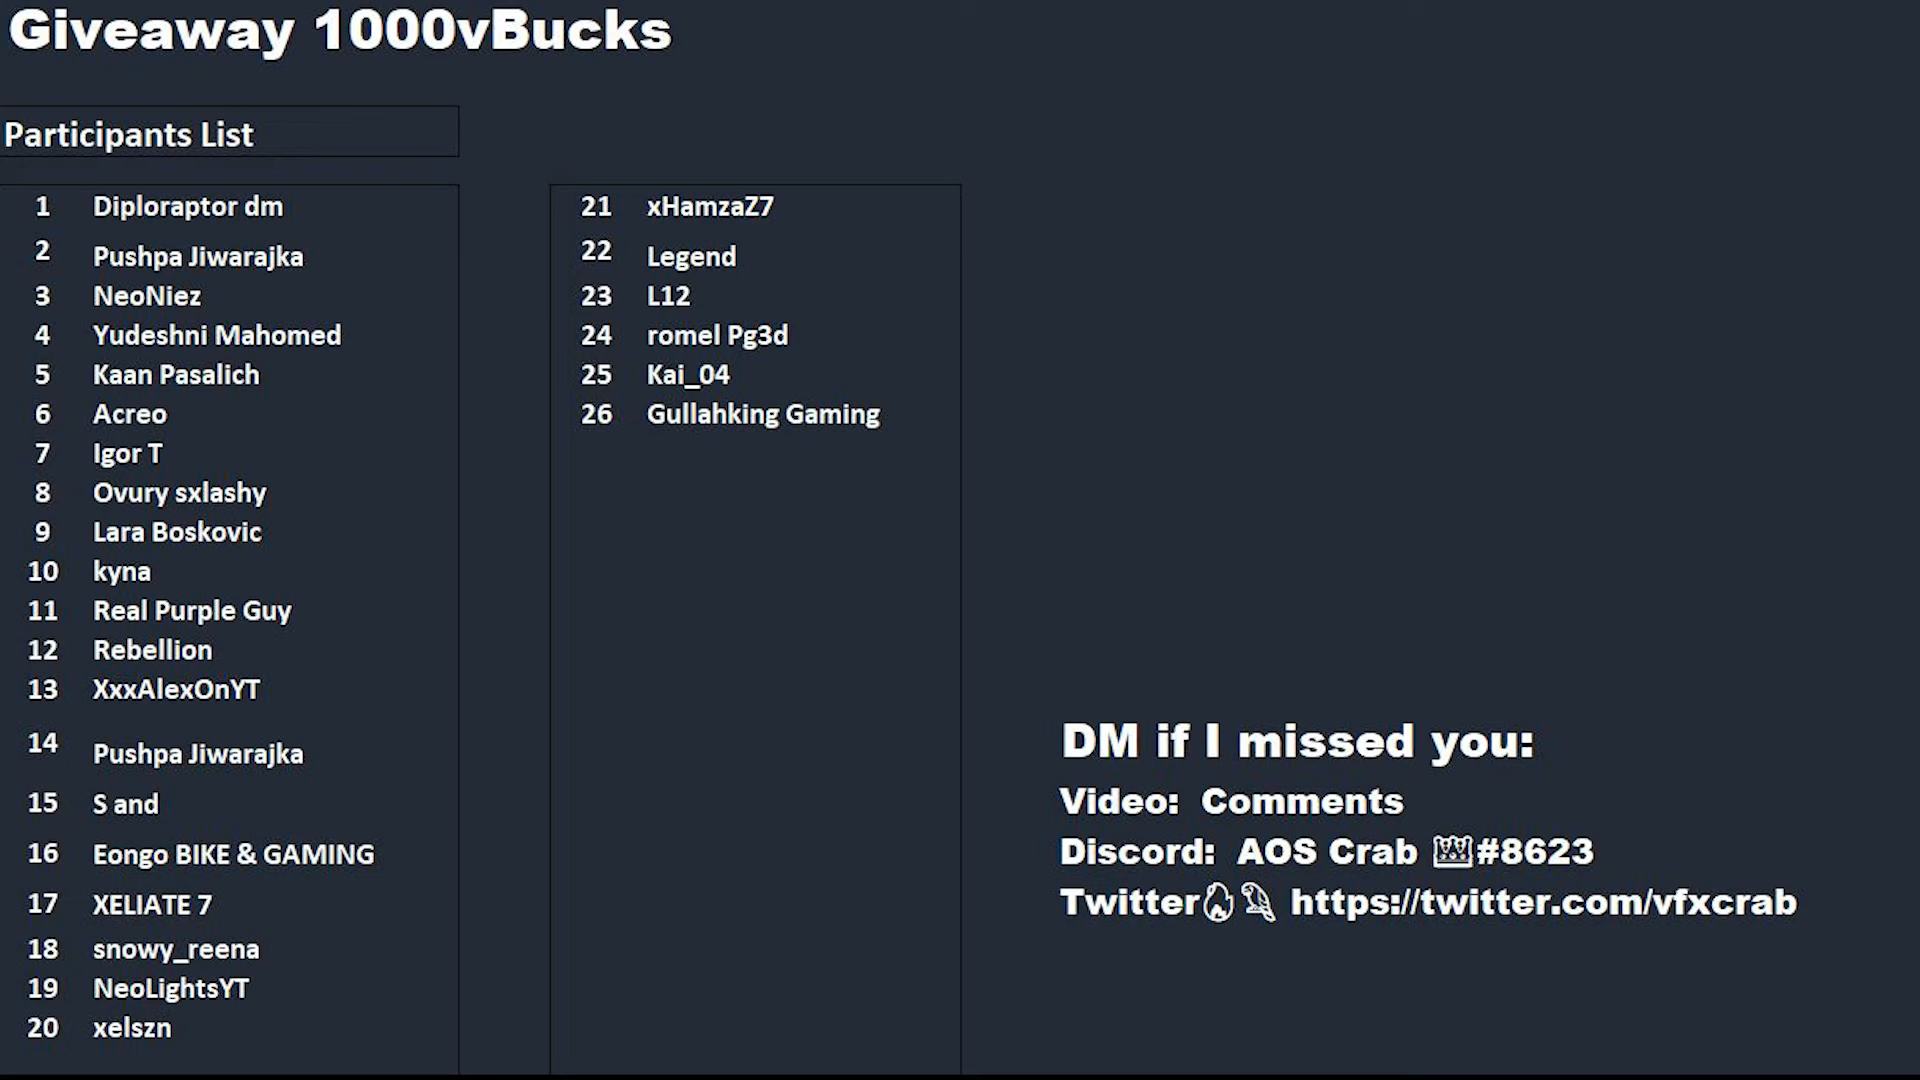 Giveaway 1000vBucks
Participants List
1 Diploraptor dm
2 Pushpa Jiwarajka
3 NeoNiez
4 Yudeshni Mahomed
5 Kaan Pasalich
6 Acreo
7 Igor T
8 Ovury sxlashy
9 Lara Boskovic
10 kyna
11 Real Purple Guy
12 Rebellion
13 XxxAlexOnYT
14 Pushpa Jiwarajka
15 S and
16 Eongo BIKE & GAMING
17 XELIATE 7
18 snowy_reena
19 NeoLightsYT
20 xelszn
21 xHamzaZ7
22 Legend
23 L12
24 romel Pg3d
25 Kai_04
26 Gullahking Gaming
DM if I missed you:
Video: Comments
Discord: AOS Crab 👑#8623
Twitter🔥🦜 https://twitter.com/vfxcrab